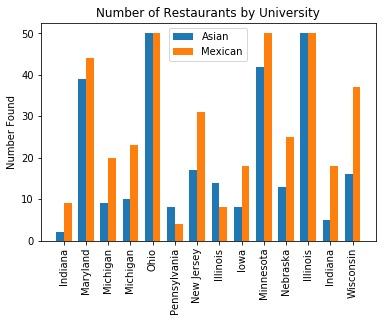 Number of Restaurants by University
Asian
Mexican
Number Found
50
40
30
20
10
0
Indiana
Maryland
Michigan
Michigan
Ohio
Pennsylvania
New Jersey
Illinois
Iowa
Minnesota
Nebraska
Illinois
Indiana
Wisconsin